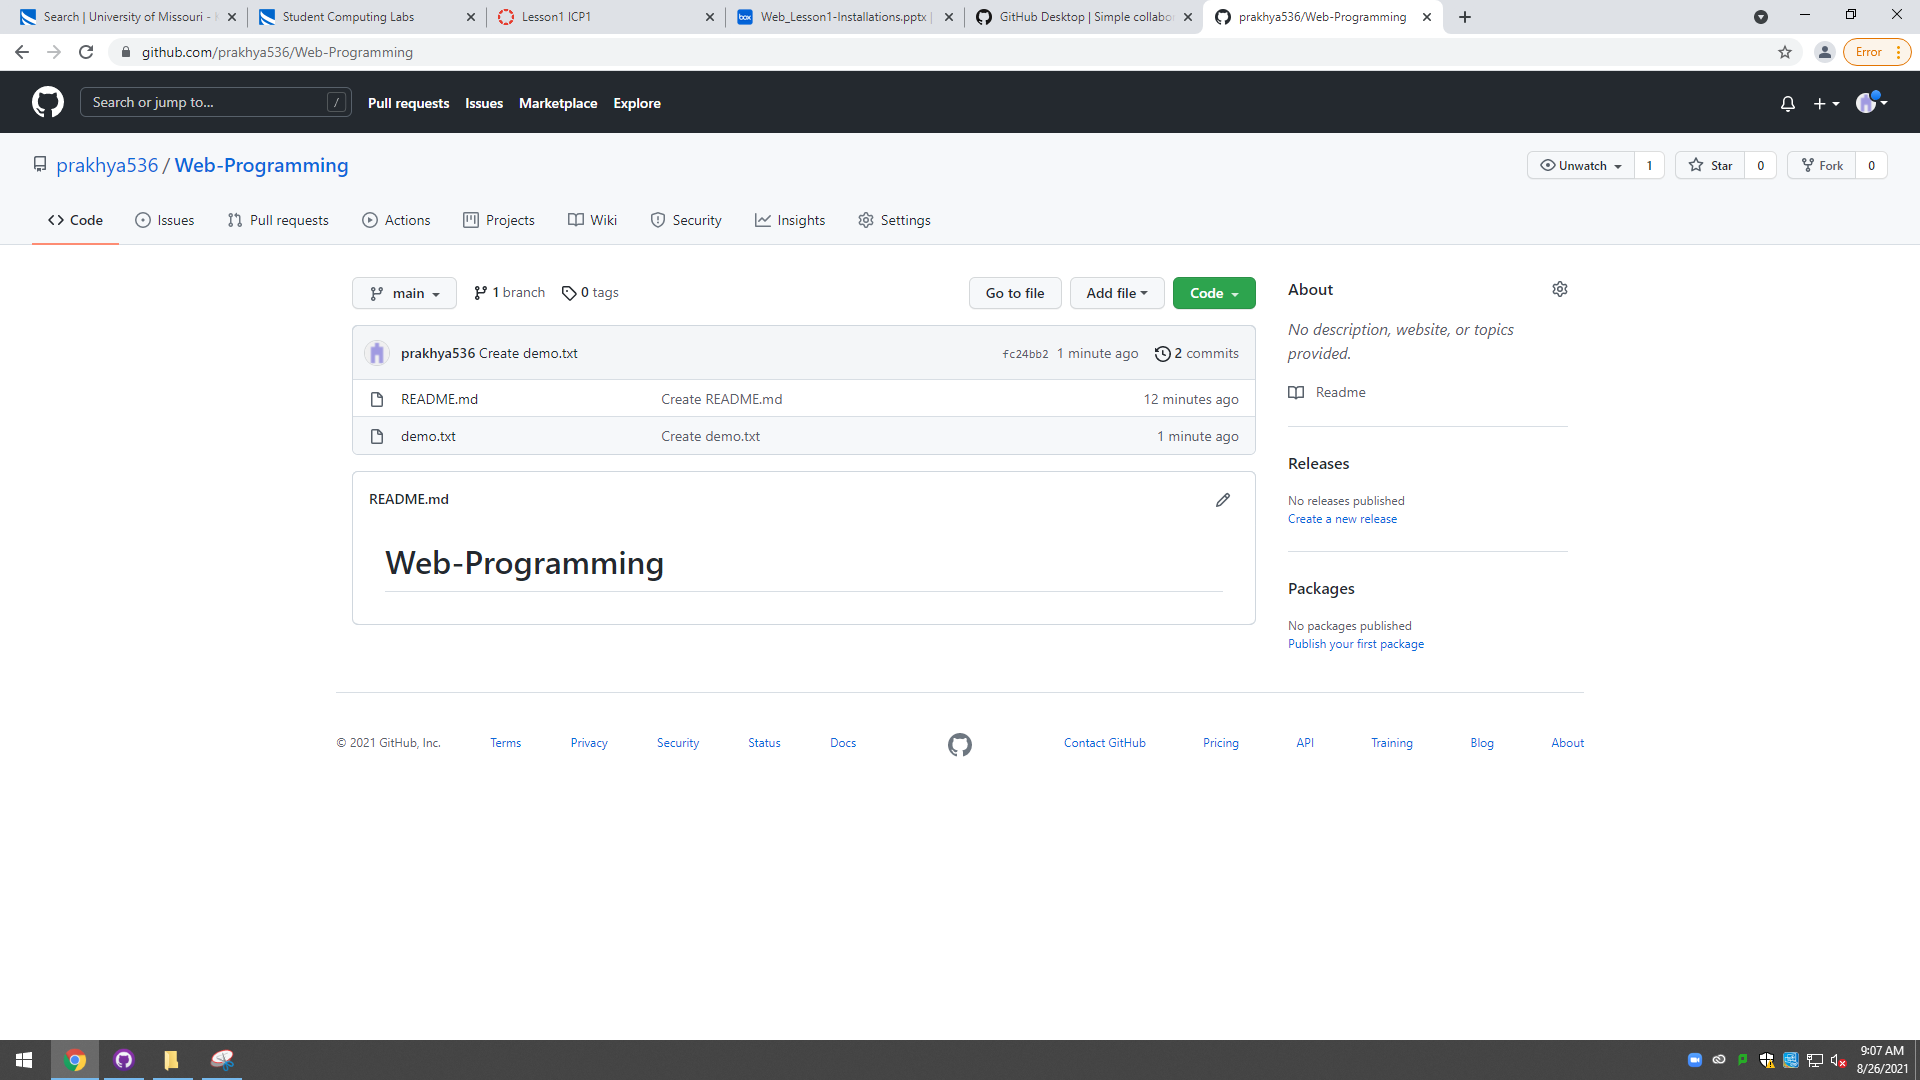 Search | University of Missouri -
Student Computing Labs
Lesson1 ICP1
box
Web_Lesson1-Installations.pptx |
GitHub Desktop | Simple collabo
prakhya536/Web-Programming
github.com/prakhya536/Web-Programming
Error
Search or jump to...
/
Pull requests
Issues
Marketplace
Explore
prakhya536 / Web-Programming
Unwatch 1
Star 0
Fork 0
<> Code
Issues
Pull requests
Actions
Projects
Wiki
Security
Insights
Settings
main
1 branch
0 tags
Go to file
Add file
Code
prakhya536 Create demo.txt
fc24bb2 1 minute ago
2 commits
README.md
Create README.md
12 minutes ago
demo.txt
Create demo.txt
1 minute ago
README.md
Web-Programming
About
No description, website, or topics
provided.
Readme
Releases
No releases published
Create a new release
Packages
No packages published
Publish your first package
© 2021 GitHub, Inc.
Terms
Privacy
Security
Status
Docs
Contact GitHub
Pricing
API
Training
Blog
About
9:07 AM
8/26/2021